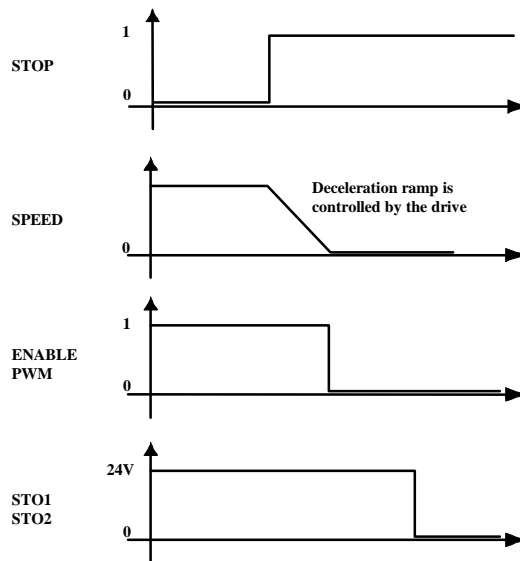 1
STOP
0
Deceleration ramp is
controlled by the drive
SPEED
0
1
ENABLE
PWM
0
24V
STO1
STO2
0